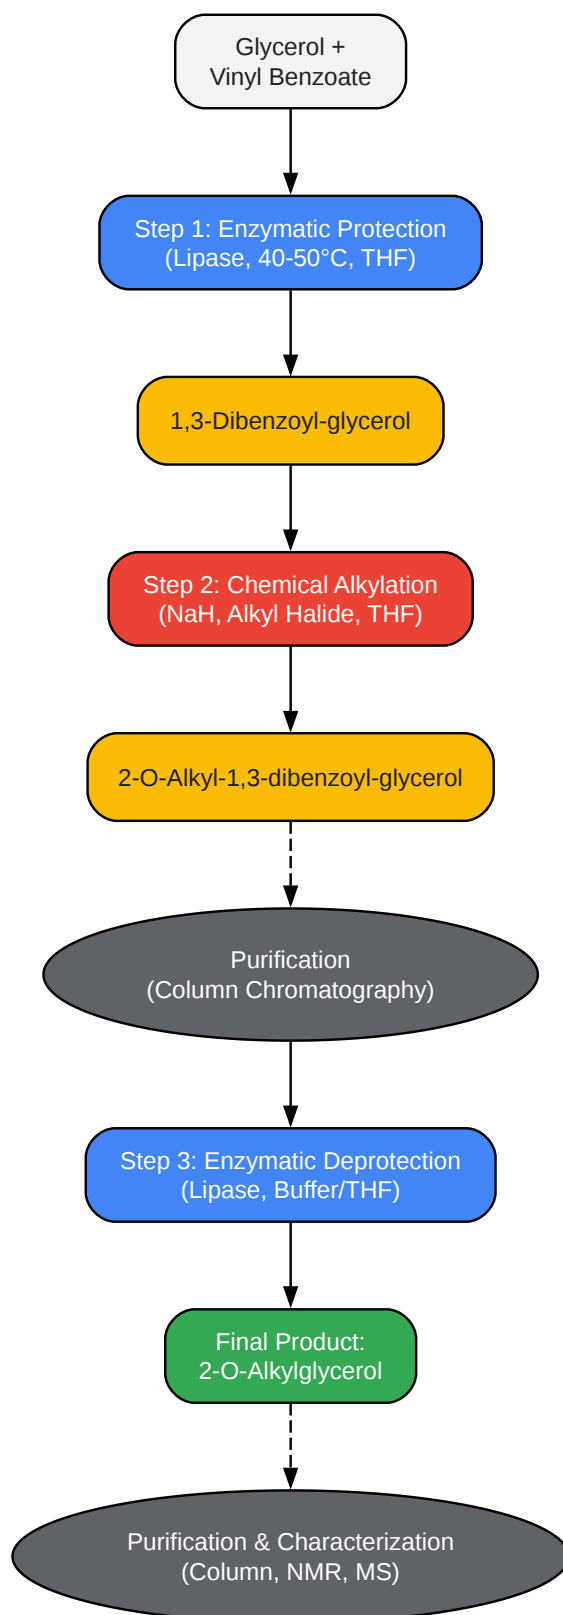 Glycerol +
Vinyl Benzoate
Step 1: Enzymatic Protection
(Lipase, 40-50°C, THF)
1,3-Dibenzoyl-glycerol
Step 2: Chemical Alkylation
(NaH, Alkyl Halide, THF)
2-O-Alkyl-1,3-dibenzoyl-glycerol
Purification
(Column Chromatography)
Step 3: Enzymatic Deprotection
(Lipase, Buffer/THF)
Final Product:
2-O-Alkylglycerol
Purification & Characterization
(Column, NMR, MS)